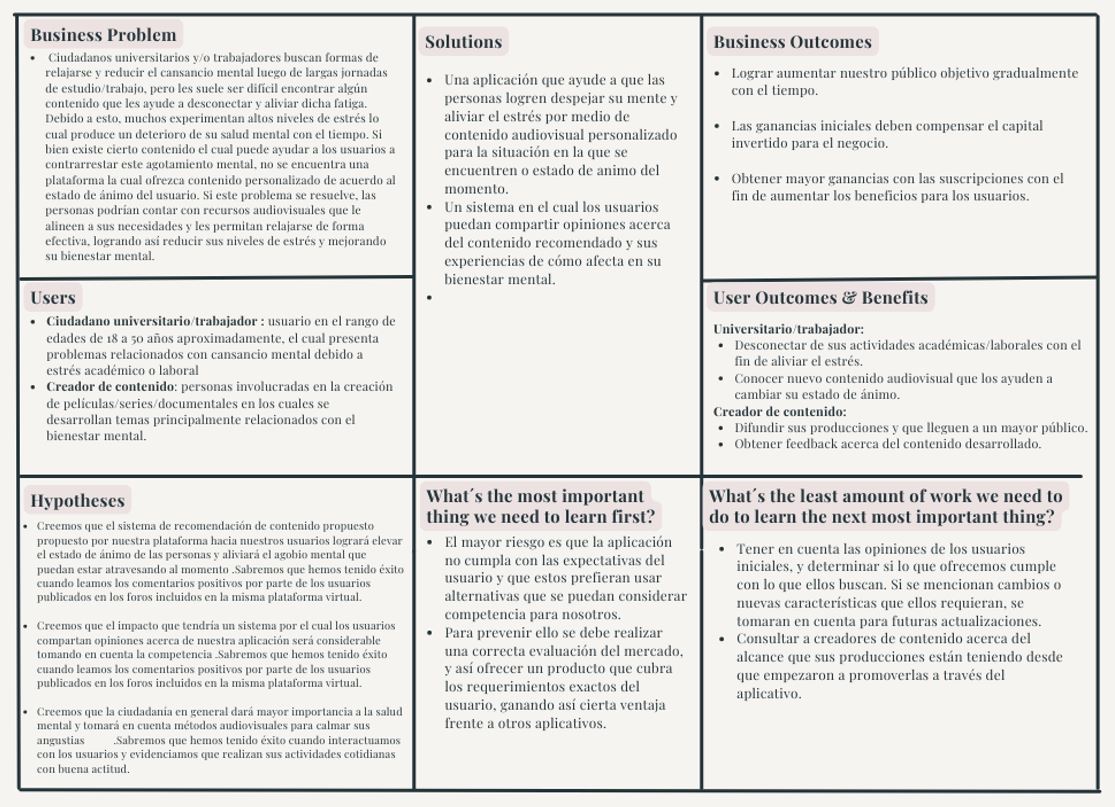 Business Problem
Ciudadanos universitarios y/o trabajadores buscan formas de
relajarse y reducir el cansancio mental luego de largas jornadas
de estudio/trabajo, pero les suele ser difícil encontrar algún
contenido que les ayude a desconectar y aliviar dicha fatiga.
Debido a esto, muchos experimentan altos niveles de estrés lo
cual produce un deterioro de su salud mental con el tiempo. Si
bien existe cierto contenido el cual puede ayudar a los usuarios a
contrarrestar este agotamiento mental, no se encuentra una
plataforma la cual ofrezca contenido personalizado de acuerdo al
estado de ánimo del usuario. Si este problema se resuelve, las
personas podrían contar con recursos audiovisuales que le
alineen a sus necesidades y les permitan relajarse de forma
efectiva, logrando así reducir sus niveles de estrés y mejorando
su bienestar mental.
Solutions
• Una aplicación que ayude a que las
personas logren despejar su mente y
aliviar el estrés por medio de
contenido audiovisual personalizado
para la situación en la que se
encuentren o estado de animo del
momento.
• Un sistema en el cual los usuarios
puedan compartir opiniones acerca
del contenido recomendado y sus
experiencias de cómo afecta en su
bienestar mental.
•
Business Outcomes
• Lograr aumentar nuestro público objetivo gradualmente
con el tiempo.
• Las ganancias iniciales deben compensar el capital
invertido para el negocio.
• Obtener mayor ganancias con las suscripciones con el
fin de aumentar los beneficios para los usuarios.
Users
• Ciudadano universitario/trabajador : usuario en el rango de
edades de 18 a 50 años aproximadamente, el cual presenta
problemas relacionados con cansancio mental debido a
estrés académico o laboral
• Creador de contenido: personas involucradas en la creación
de películas/series/documentales en los cuales se
desarrollan temas principalmente relacionados con el
bienestar mental.
User Outcomes & Benefits
Universitario/trabajador:
• Desconectar de sus actividades académicas/laborales con el
fin de aliviar el estrés.
• Conocer nuevo contenido audiovisual que los ayuden a
cambiar su estado de ánimo.
Creador de contenido:
• Difundir sus producciones y que lleguen a un mayor público.
• Obtener feedback acerca del contenido desarrollado.
Hypotheses
• Creemos que el sistema de recomendación de contenido propuesto
propuesto por nuestra plataforma hacia nuestros usuarios logrará elevar
el estado de ánimo de las personas y aliviará el agobio mental que
puedan estar atravesando al momento .Sabremos que hemos tenido éxito
cuando leamos los comentarios positivos por parte de los usuarios
publicados en los foros incluidos en la misma plataforma virtual.
• Creemos que el impacto que tendría un sistema por el cual los usuarios
compartan opiniones acerca de nuestra aplicación será considerable
tomando en cuenta la competencia .Sabremos que hemos tenido éxito
cuando leamos los comentarios positivos por parte de los usuarios
publicados en los foros incluidos en la misma plataforma virtual.
• Creemos que la ciudadanía en general dará mayor importancia a la salud
mental y tomará en cuenta métodos audiovisuales para calmar sus
angustias .Sabremos que hemos tenido éxito cuando interactuamos
con los usuarios y evidenciamos que realizan sus actividades cotidianas
con buena actitud.
What´s the most important
thing we need to learn first?
• El mayor riesgo es que la aplicación
no cumpla con las expectativas del
usuario y que estos prefieran usar
alternativas que se puedan considerar
competencia para nosotros.
• Para prevenir ello se debe realizar
una correcta evaluación del mercado,
y así ofrecer un producto que cubra
los requerimientos exactos del
usuario, ganando así cierta ventaja
frente a otros aplicativos.
What´s the least amount of work we need to
do to learn the next most important thing?
• Tener en cuenta las opiniones de los usuarios
iniciales, y determinar si lo que ofrecemos cumple
con lo que ellos buscan. Si se mencionan cambios o
nuevas características que ellos requieran, se
tomaran en cuenta para futuras actualizaciones.
• Consultar a creadores de contenido acerca del
alcance que sus producciones están teniendo desde
que empezaron a promoverlas a través del
aplicativo.